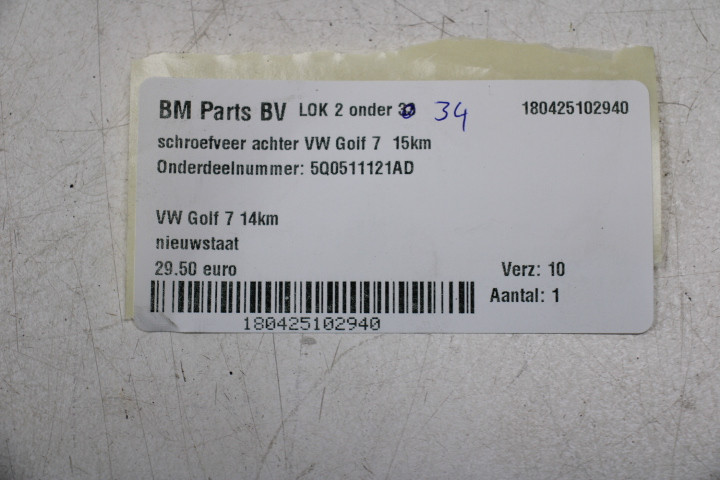 BM Parts BV LOK 2 onder 34 180425102940
schroefveer achter VW Golf 7 15km
Onderdeelnummer: 5Q0511121AD
VW Golf 7 14km
nieuwstaat
29.50 euro Verz: 10
Aantal: 1
180425102940